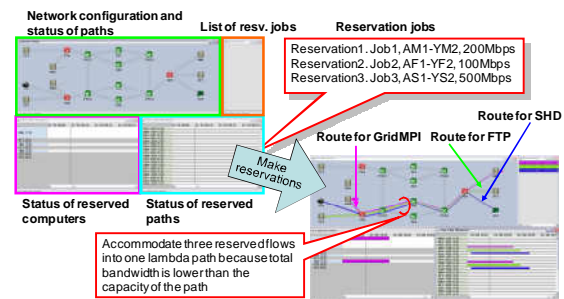 Network configuration and
status of paths
List of resv. jobs
Reservation jobs
Reservation1. Job1, AM1-YM2, 200Mbps
Reservation2. Job2, AF1-YF2, 100Mbps
Reservation3. Job3, AS1-YS2, 500Mbps
Route for SHD
Route for GridMPI
Route for FTP
Make
reservations
Status of reserved
computers
Status of reserved
paths
Accommodate three reserved flows
into one lambda path because total
bandwidth is lower than the
capacity of the path